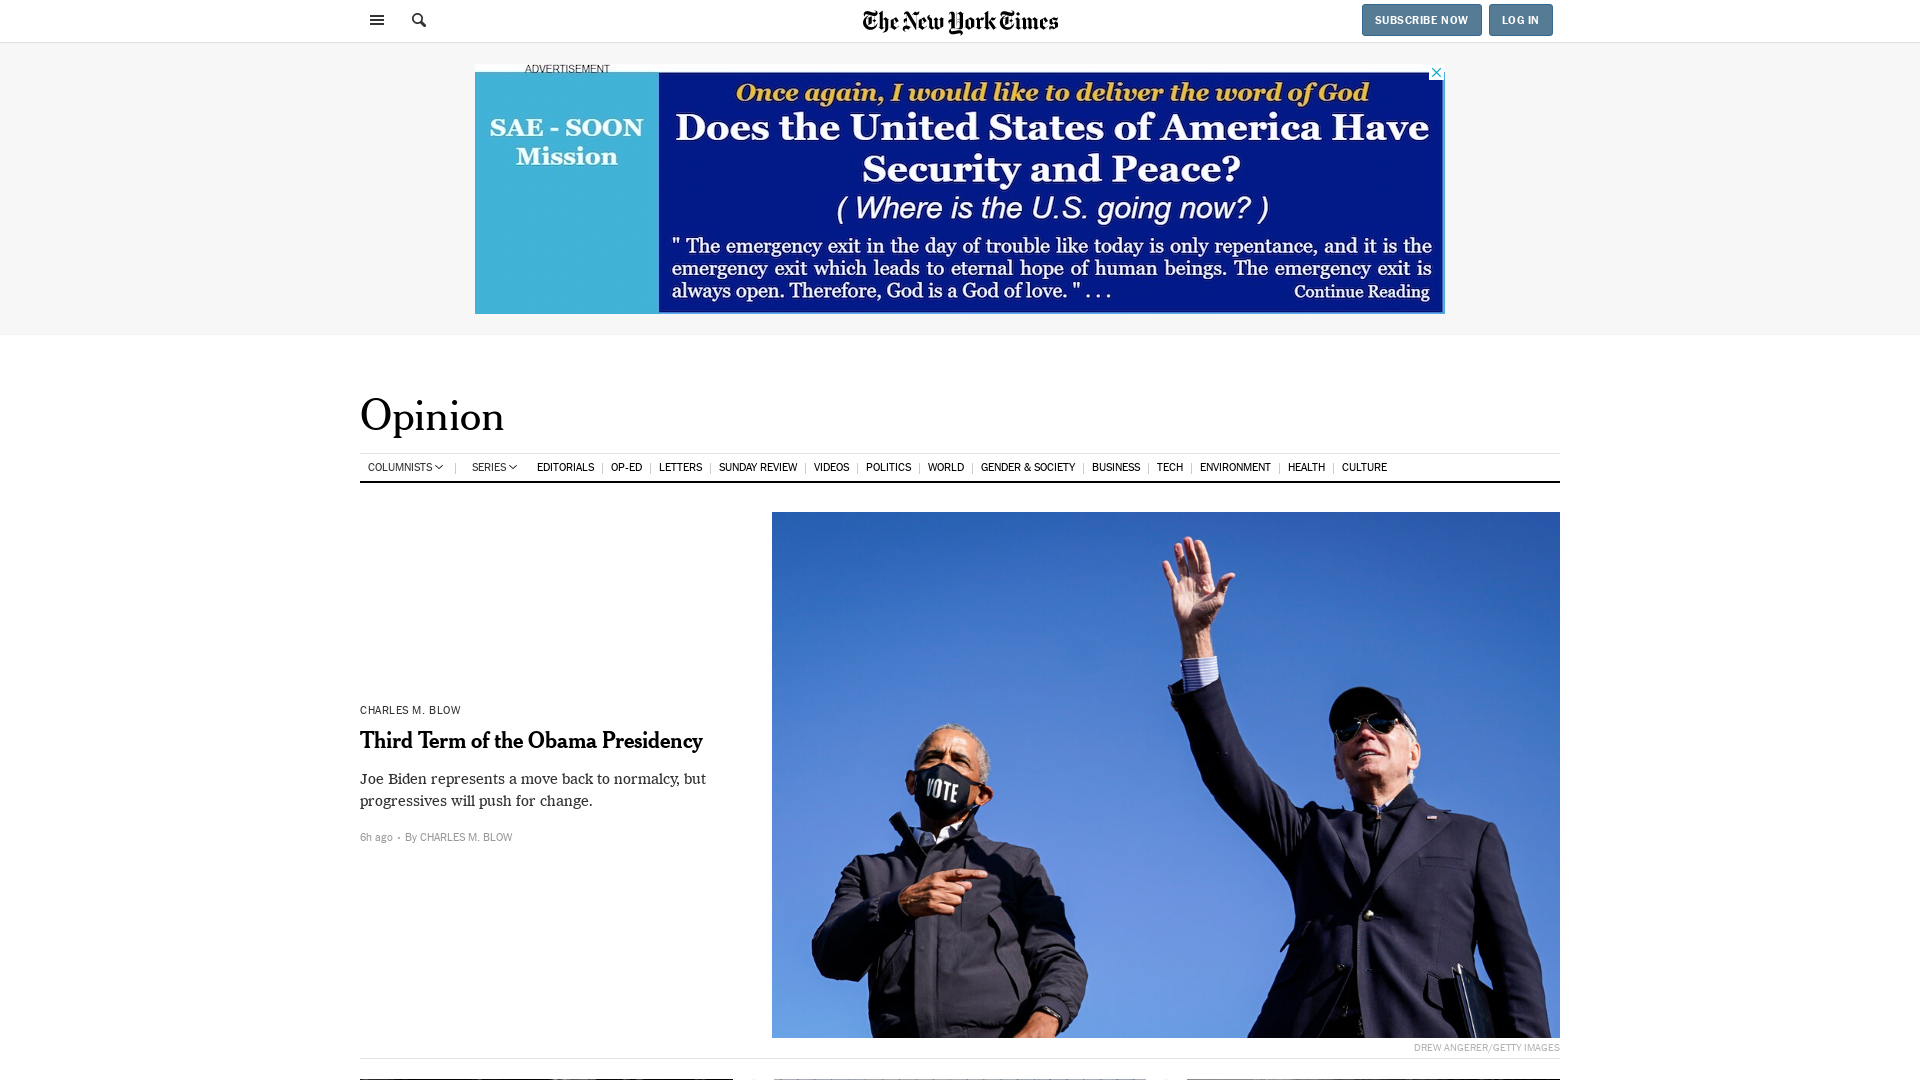 The New York Times
SUBSCRIBE NOW
LOG IN
ADVERTISEMENT
SAE - SOON
Mission
Once again, I would like to deliver the word of God
Does the United States of America Have
Security and Peace?
( Where is the U.S. going now? )
" The emergency exit in the day of trouble like today is only repentance, and it is the
emergency exit which leads to eternal hope of human beings. The emergency exit is
always open. Therefore, God is a God of love. " . . .
Continue Reading
Opinion
COLUMNISTS SERIES EDITORIALS OP-ED LETTERS SUNDAY REVIEW VIDEOS POLITICS WORLD GENDER & SOCIETY BUSINESS TECH ENVIRONMENT HEALTH CULTURE
CHARLES M. BLOW
Third Term of the Obama Presidency
Joe Biden represents a move back to normalcy, but
progressives will push for change.
6h ago • By CHARLES M. BLOW
VOTE
DREW ANGERER/GETTY IMAGES